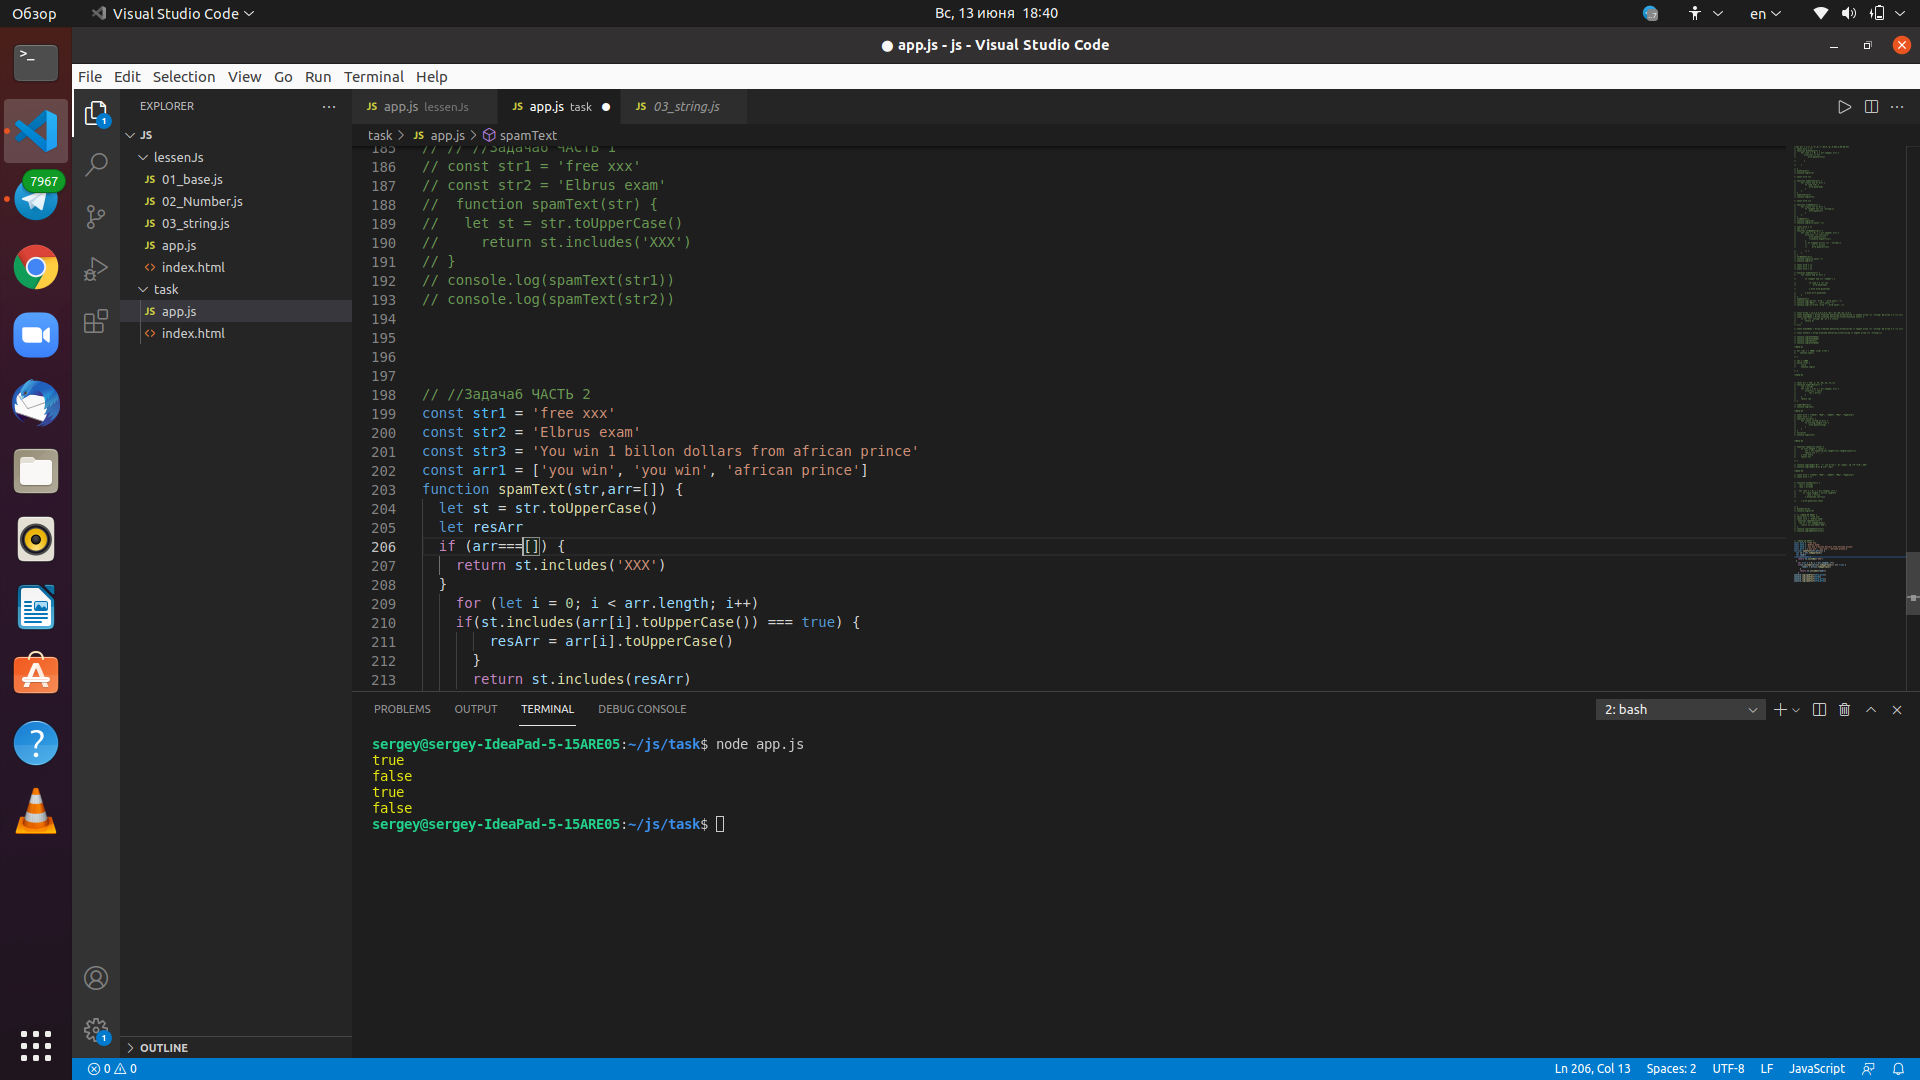 Обзор
Visual Studio Code
Вс, 13 июня 18:40
en
● app.js - js - Visual Studio Code
File Edit Selection View Go Run Terminal Help
7967
EXPLORER
JS
lessenJs
JS 01_base.js
JS 02_Number.js
JS 03_string.js
JS app.js
<> index.html
task
JS app.js
<> index.html
OUTLINE
1
1
JS app.js lessenJs
JS app.js task ●
JS 03_string.js
task > JS app.js > spamText
185 // // //Задача6 ЧАСТЬ 1
186 // const str1 = 'free xxx'
187 // const str2 = 'Elbrus exam'
188 //  function spamText(str) {
189 //   let st = str.toUpperCase()
190 //     return st.includes('XXX')
191 // }
192 // console.log(spamText(str1))
193 // console.log(spamText(str2))
194
195
196
197
198 // //Задача6 ЧАСТЬ 2
199 const str1 = 'free xxx'
200 const str2 = 'Elbrus exam'
201 const str3 = 'You win 1 billon dollars from african prince'
202 const arr1 = ['you win', 'you win', 'african prince']
203 function spamText(str,arr=[]) {
204   let st = str.toUpperCase()
205   let resArr
206   if (arr===[]) {
207     return st.includes('XXX')
208   }
209     for (let i = 0; i < arr.length; i++)
210     if(st.includes(arr[i].toUpperCase()) === true) {
211         resArr = arr[i].toUpperCase()
212       }
213       return st.includes(resArr)
PROBLEMS OUTPUT TERMINAL DEBUG CONSOLE
2: bash
sergey@sergey-IdeaPad-5-15ARE05:~/js/task$ node app.js
true
false
true
false
sergey@sergey-IdeaPad-5-15ARE05:~/js/task$
0 0
Ln 206, Col 13 Spaces: 2 UTF-8 LF JavaScript